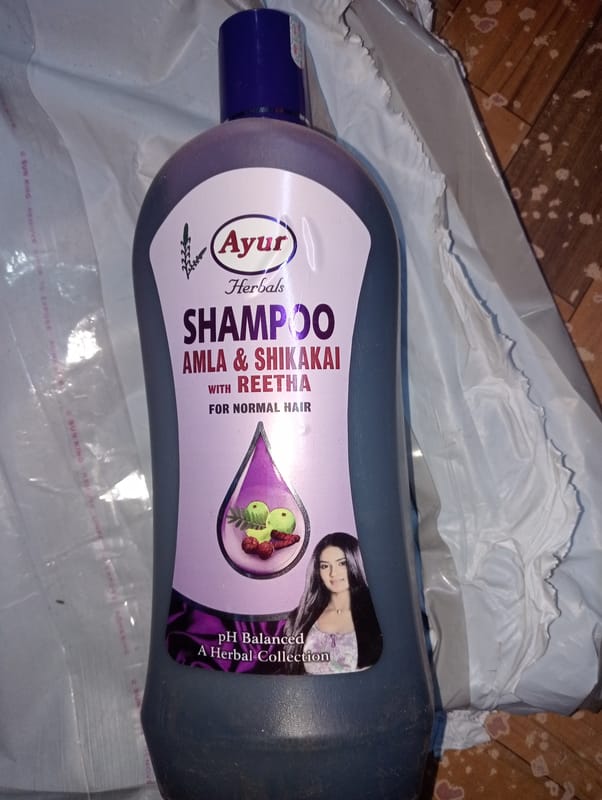 Ayur
Herbals
SHAMPOO
AMLA & SHIKAKAI
WITH REETHA
FOR NORMAL HAIR
pH Balanced
A Herbal Collection